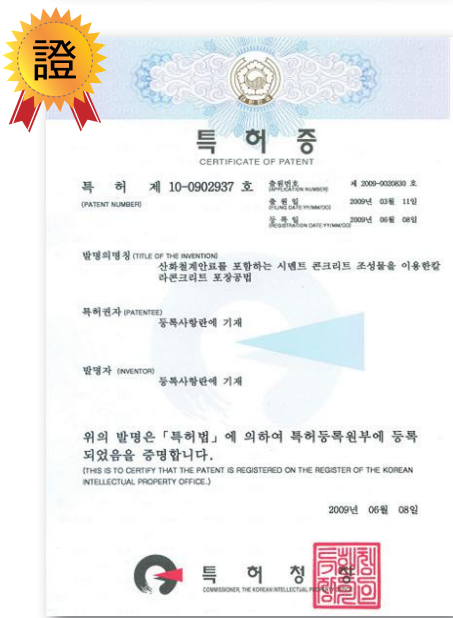 證
대한민국
특허증
CERTIFICATE OF PATENT
특 허 제 10-0902937 호
(PATENT NUMBER)
출원번호 제 2009-0020830 호
(APPLICATION NUMBER)
출 원 일 2009년 03월 11일
(FILING DATE:YY/MM/DD)
등 록 일 2009년 06월 08일
(REGISTRATION DATE:YY/MM/DD)
발명의명칭 (TITLE OF THE INVENTION)
산화철계안료를 포함하는 시멘트 콘크리트 조성물을 이용한칼
라콘크리트 포장공법
특허권자 (PATENTEE)
등록사항란에 기재
발명자 (INVENTOR)
등록사항란에 기재
위의 발명은 「특허법」에 의하여 특허등록원부에 등록
되었음을 증명합니다.
(THIS IS TO CERTIFY THAT THE PATENT IS REGISTERED ON THE REGISTER OF THE KOREAN
INTELLECTUAL PROPERTY OFFICE.)
2009년 06월 08일
특 허 청 장
COMMISSIONER, THE KOREAN INTELLECTUAL